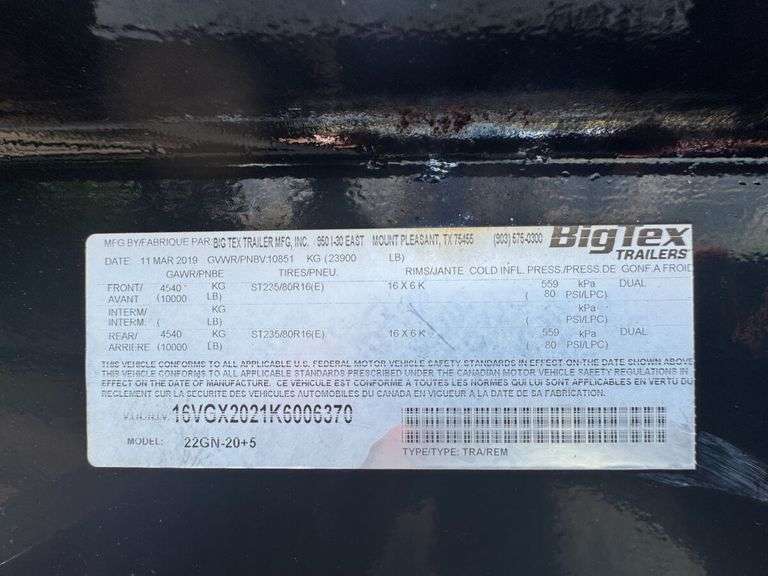 MFG BY/FABRIQUE PAR BIG TEX TRAILER MFG, INC. 950 I-30 EAST MOUNT PLEASANT, TX 75455 (903) 575-0300 BigTex TRAILERS™
DATE: 11 MAR 2019 GVWR/PNBV:10851 KG (23900 LB)
GAWR/PNBE TIRES/PNEU. RIMS/JANTE COLD INFL. PRESS/PRESS/DE GONF A FROID
FRONT/ 4540 KG ST225/80R16(E) 16 X 6 K 559 kPa DUAL
AVANT (10000 LB) ( 80 PSI/LPC)
INTERM/ KG
INTERM. ( LB)
REAR/ 4540 KG ST235/80R16(E) 16 X 6 K 559 kPa DUAL
ARRIERE (10000 LB) ( 80 PSI/LPC)
THIS VEHICLE CONFORMS TO ALL APPLICABLE U.S. FEDERAL MOTOR VEHICLE SAFETY STANDARDS IN EFFECT ON THE DATE SHOWN ABOVE
THIS VEHICLE CONFORMS TO ALL APPLICABLE STANDARDS PRESCRIBED UNDER THE CANADIAN MOTOR VEHICLE SAFETY REGULATIONS IN
EFFECT ON THE DATE OF MANUFACTURE. CE VÉHICULE EST CONFORME A TOUTES LES NORMES QUI LUI SONT APPLICABLES EN VERTU DU
REGLEMENT SUR LA SECURITE DES VEHICULES AUTOMOBILES DU CANADA EN VIGUEUR A LA DATE DE SA FABRICATION.
V.I.N./N.I.V. 16VGX2021K6006370
MODEL: 22GN-20+5
TYPE/TYPE: TRA/REM